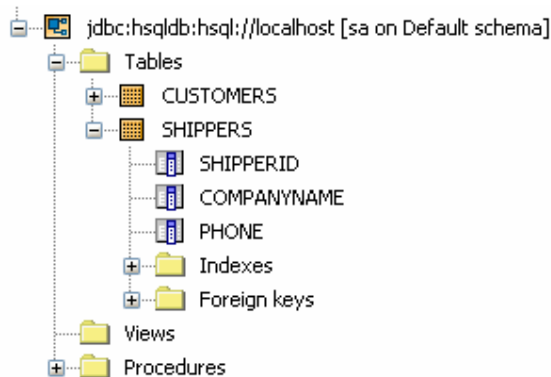 jdbc:hsqldb:hsql://localhost [sa on Default schema]
Tables
CUSTOMERS
SHIPPERS
SHIPPERID
COMPANYNAME
PHONE
Indexes
Foreign keys
Views
Procedures